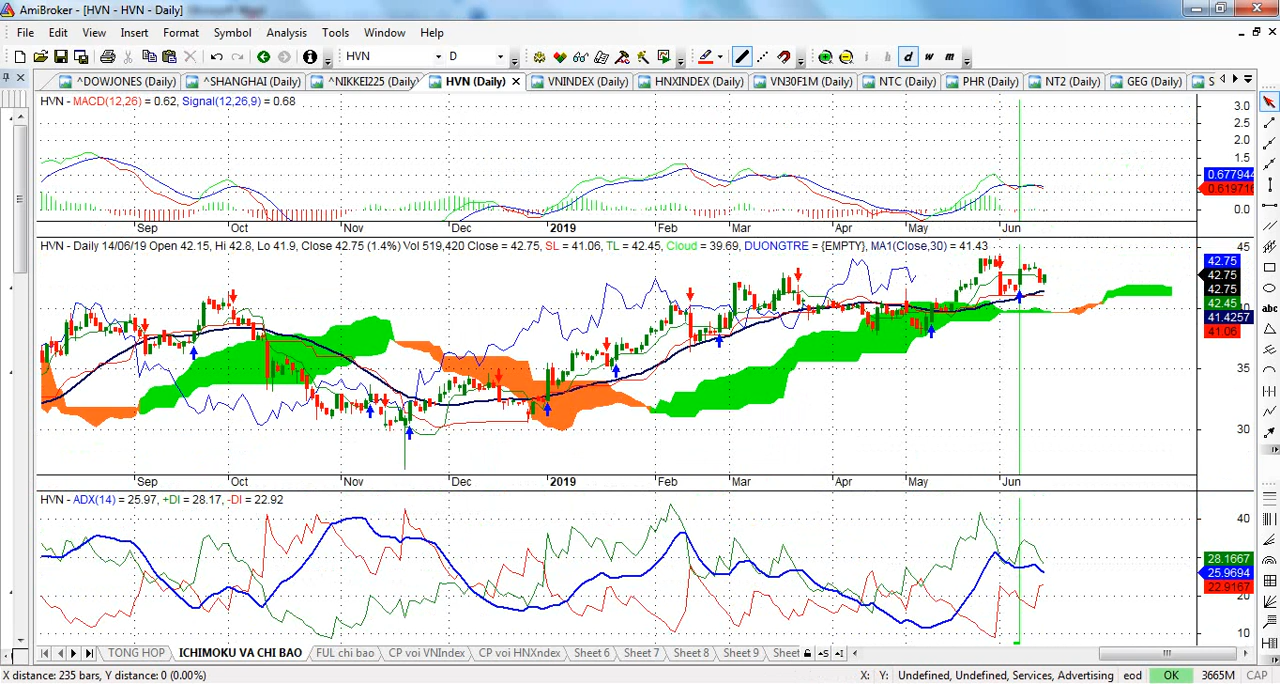 AmiBroker - [HVN - HVN - Daily]
File Edit View Insert Format Symbol Analysis Tools Window Help
HVN D i h d w m
^DOWJONES (Daily) ^SHANGHAI (Daily) ^NIKKEI225 (Daily) HVN (Daily) VNINDEX (Daily) HNXINDEX (Daily) VN30F1M (Daily) NTC (Daily) PHR (Daily) NT2 (Daily) GEG (Daily) S
HVN - MACD(12,26) = 0.62, Signal(12,26,9) = 0.68
3.0
2.5
2.0
1.5
0.677944
0.619716
0.0
Sep Oct Nov Dec 2019 Feb Mar Apr May Jun
HVN - Daily 14/06/19 Open 42.15, Hi 42.8, Lo 41.9, Close 42.75 (1.4%) Vol 519,420 Close = 42.75, SL = 41.06, TL = 42.45, Cloud = 39.69, DUONGTRE = {EMPTY}, MA1(Close,30) = 41.43
45
42.75
42.75
42.75
42.45
41.4257
41.06
35
30
Sep Oct Nov Dec 2019 Feb Mar Apr May Jun
HVN - ADX(14) = 25.97, +DI = 28.17, -DI = 22.92
40
28.1667
25.9694
22.9167
20
10
abc
TONG HOP ICHIMOKU VA CHI BAO FUL chi bao CP voi VNIndex CP voi HNXndex Sheet 6 Sheet 7 Sheet 8 Sheet 9 Sheet
X distance: 235 bars, Y distance: 0 (0.00%) X: Y: Undefined, Undefined, Services, Advertising eod OK 3665M CAP